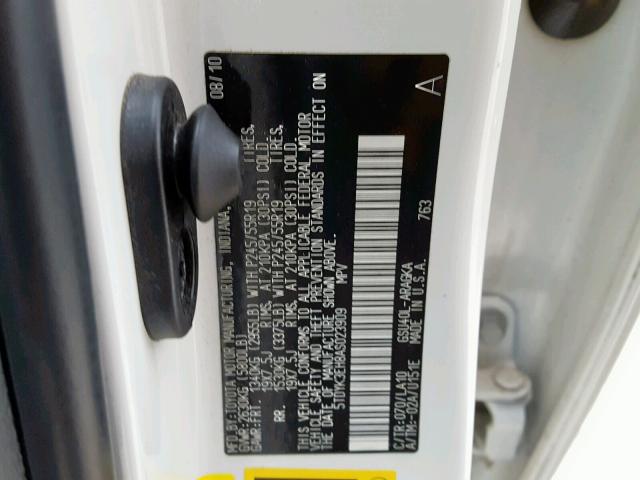 MFD.BY:TOYOTA MOTOR MANUFACTURING, INDIANA, 08/10
GVWR:2630KG (5800LB)
GAWR:FRT. 1340KG (2955LB) WITH P245/55R19 TIRES,
19X7.5J RIMS, AT 210KPA (30PSI) COLD.
RR. 1530KG (3375LB) WITH P245/55R19 TIRES,
19X7.5J RIMS, AT 210KPA (30PSI) COLD.
THIS VEHICLE CONFORMS TO ALL APPLICABLE FEDERAL MOTOR
VEHICLE SAFETY AND THEFT PREVENTION STANDARDS IN EFFECT ON
THE DATE OF MANUFACTURE SHOWN ABOVE.
5TDYK3EH8AS023909 MPV
A
C/TR:070/LA10 GSU40L-ARAGKA 763
A/TM:-02A/U151E MADE IN U.S.A.